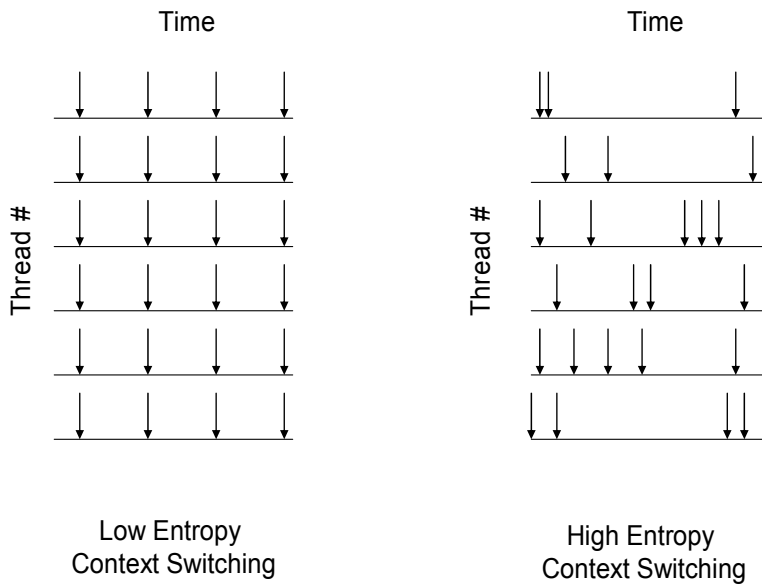 Time
Time
Thread #
Thread #
Low Entropy
Context Switching
High Entropy
Context Switching